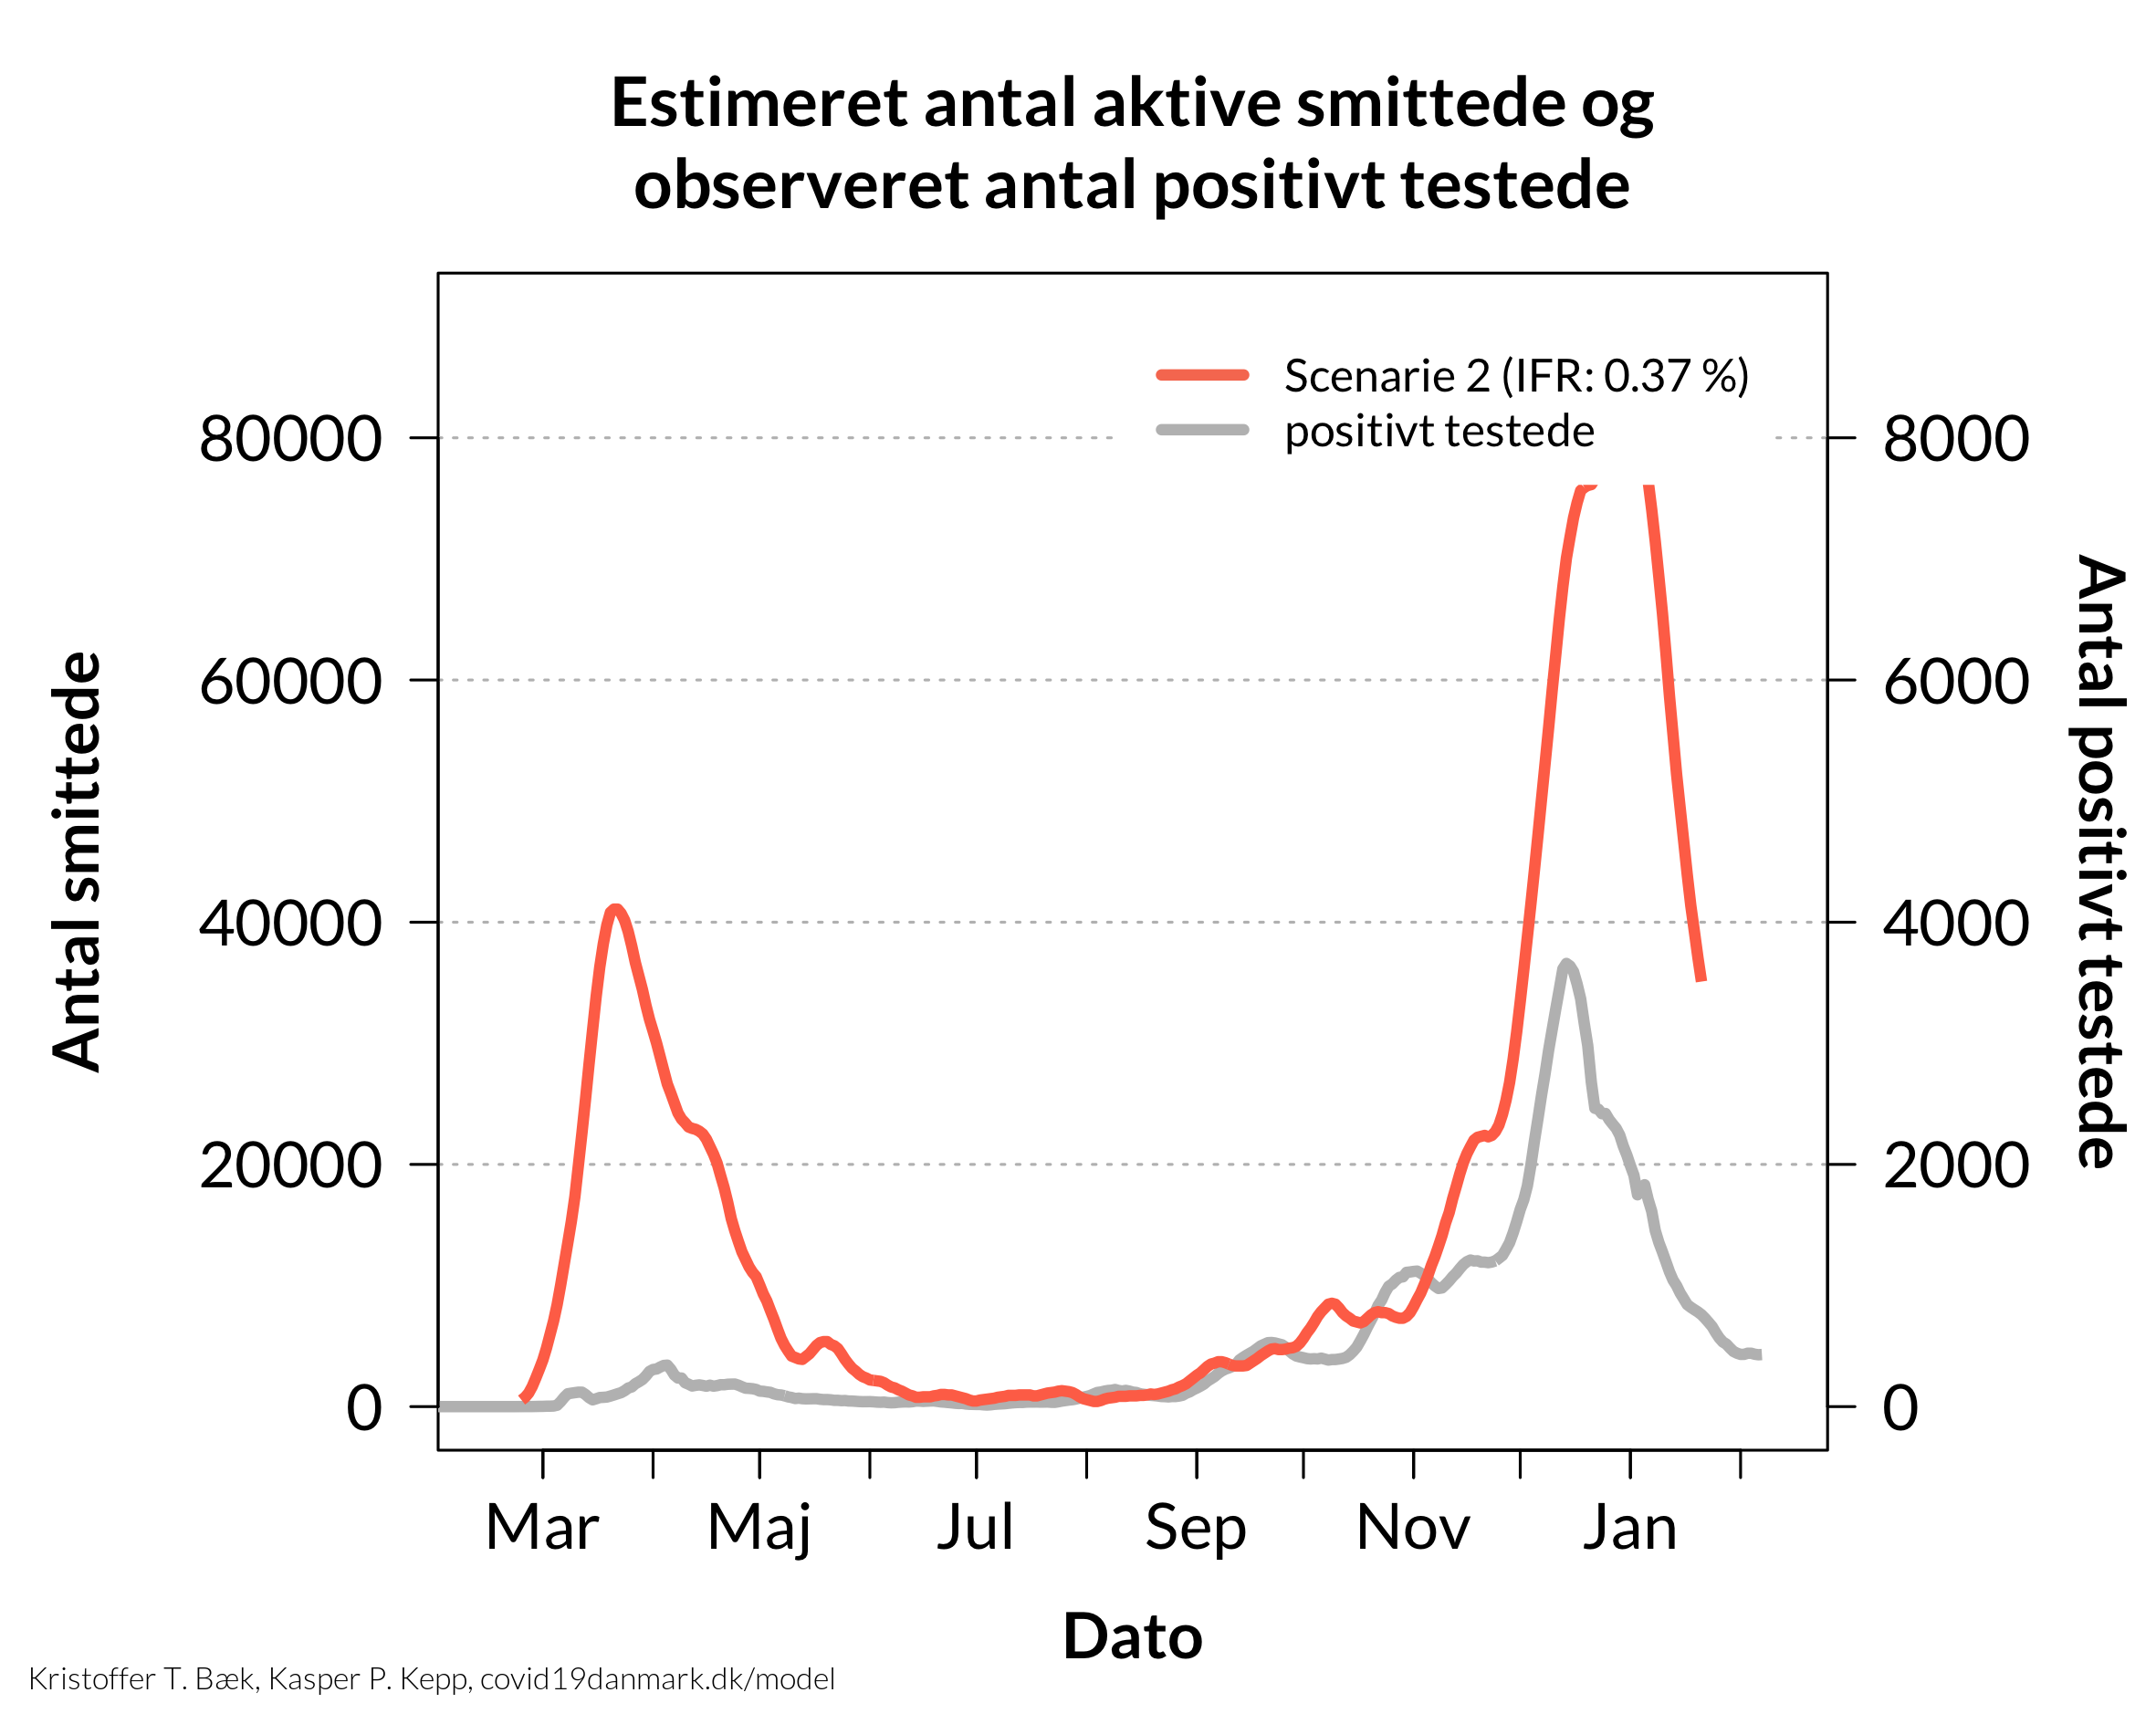 Estimeret antal aktive smittede og
observeret antal positivt testede
Scenarie 2 (IFR: 0.37 %)
positivt testede
80000
60000
40000
20000
0
Antal smittede
8000
6000
4000
2000
0
Antal positivt testede
Mar
Maj
Jul
Sep
Nov
Jan
Dato
Kristoffer T. Bæk, Kasper P. Kepp, covid19danmark.dk/model